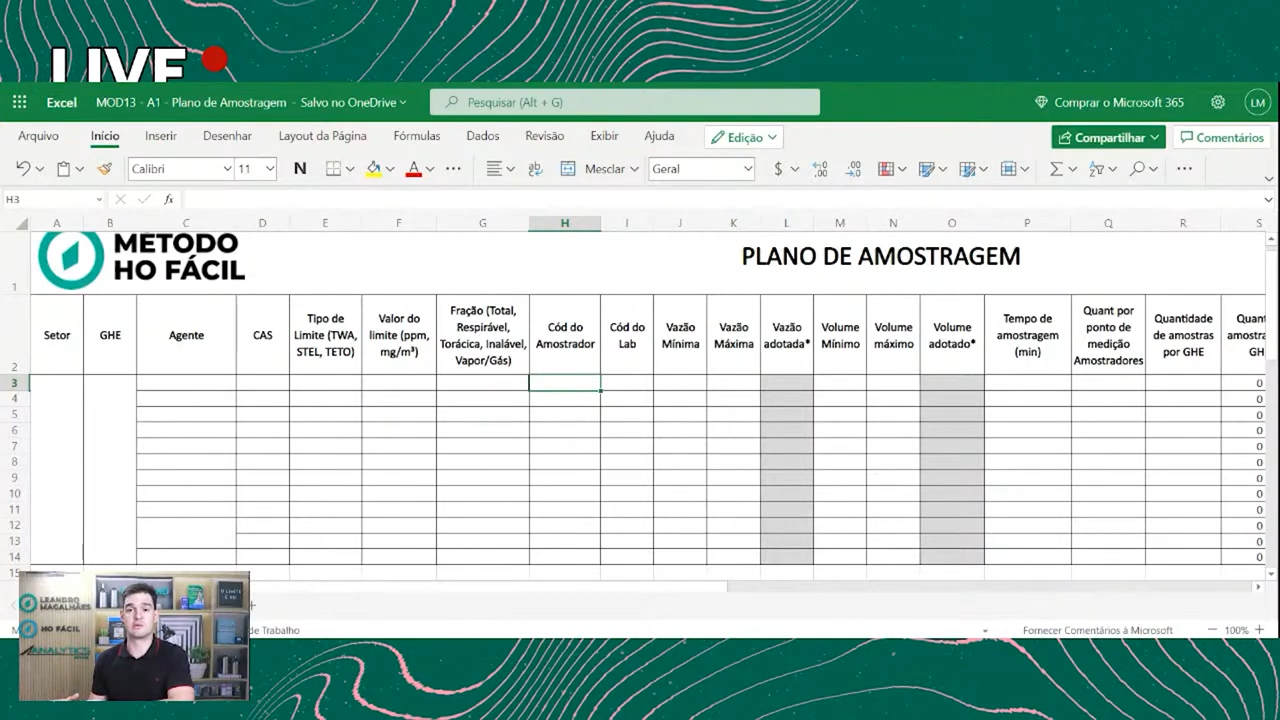 LIVE
Excel MOD13 - A1 - Plano de Amostragem - Salvo no OneDrive Pesquisar (Alt + G) Comprar o Microsoft 365 LM
Arquivo Início Inserir Desenhar Layout da Página Fórmulas Dados Revisão Exibir Ajuda Edição Compartilhar Comentários
Calibri 11 N A Mesclar Geral $
H3 fx
A B C D E F G H I J K L M N O P Q R S
METODO
HO FÁCIL
PLANO DE AMOSTRAGEM
1
Setor
GHE
Agente
CAS
Tipo de
Limite (TWA,
STEL, TETO)
Valor do
limite (ppm,
mg/m³)
Fração (Total,
Respirável,
Torácica, Inalável,
Vapor/Gás)
Cód do
Amostrador
Cód do
Lab
Vazão
Mínima
Vazão
Máxima
Vazão
adotada*
Volume
Mínimo
Volume
máximo
Volume
adotado*
Tempo de
amostragem
(min)
Quant por
ponto de
medição
Amostradores
Quantidade
de amostras
por GHE
Quant
amostra
GH
2
3 0
4 0
5 0
6 0
7 0
8 0
9 0
10 0
11 0
12 0
13 0
14 0
15
LEANDRO
MAGALHÃES
HO FÁCIL
ANALYTICS
de Trabalho Fornecer Comentários à Microsoft 100%